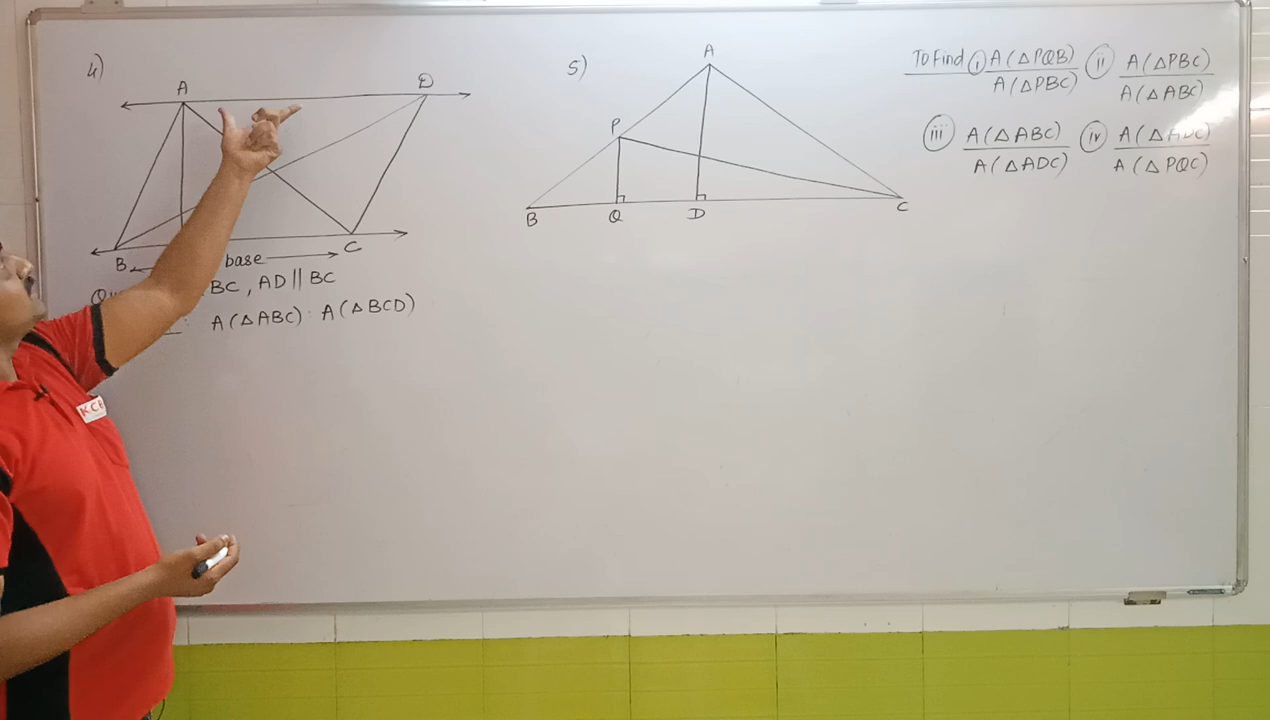 4)
A D
B C
base
BC, AD || BC
A(△ABC) : A(△BCD)
5)
A
P
B Q D C
To Find (i) A(△PQB) / A(△PBC) (ii) A(△PBC) / A(△ABC)
(iii) A(△ABC) / A(△ADC) (iv) A(△ADC) / A(△PQC)